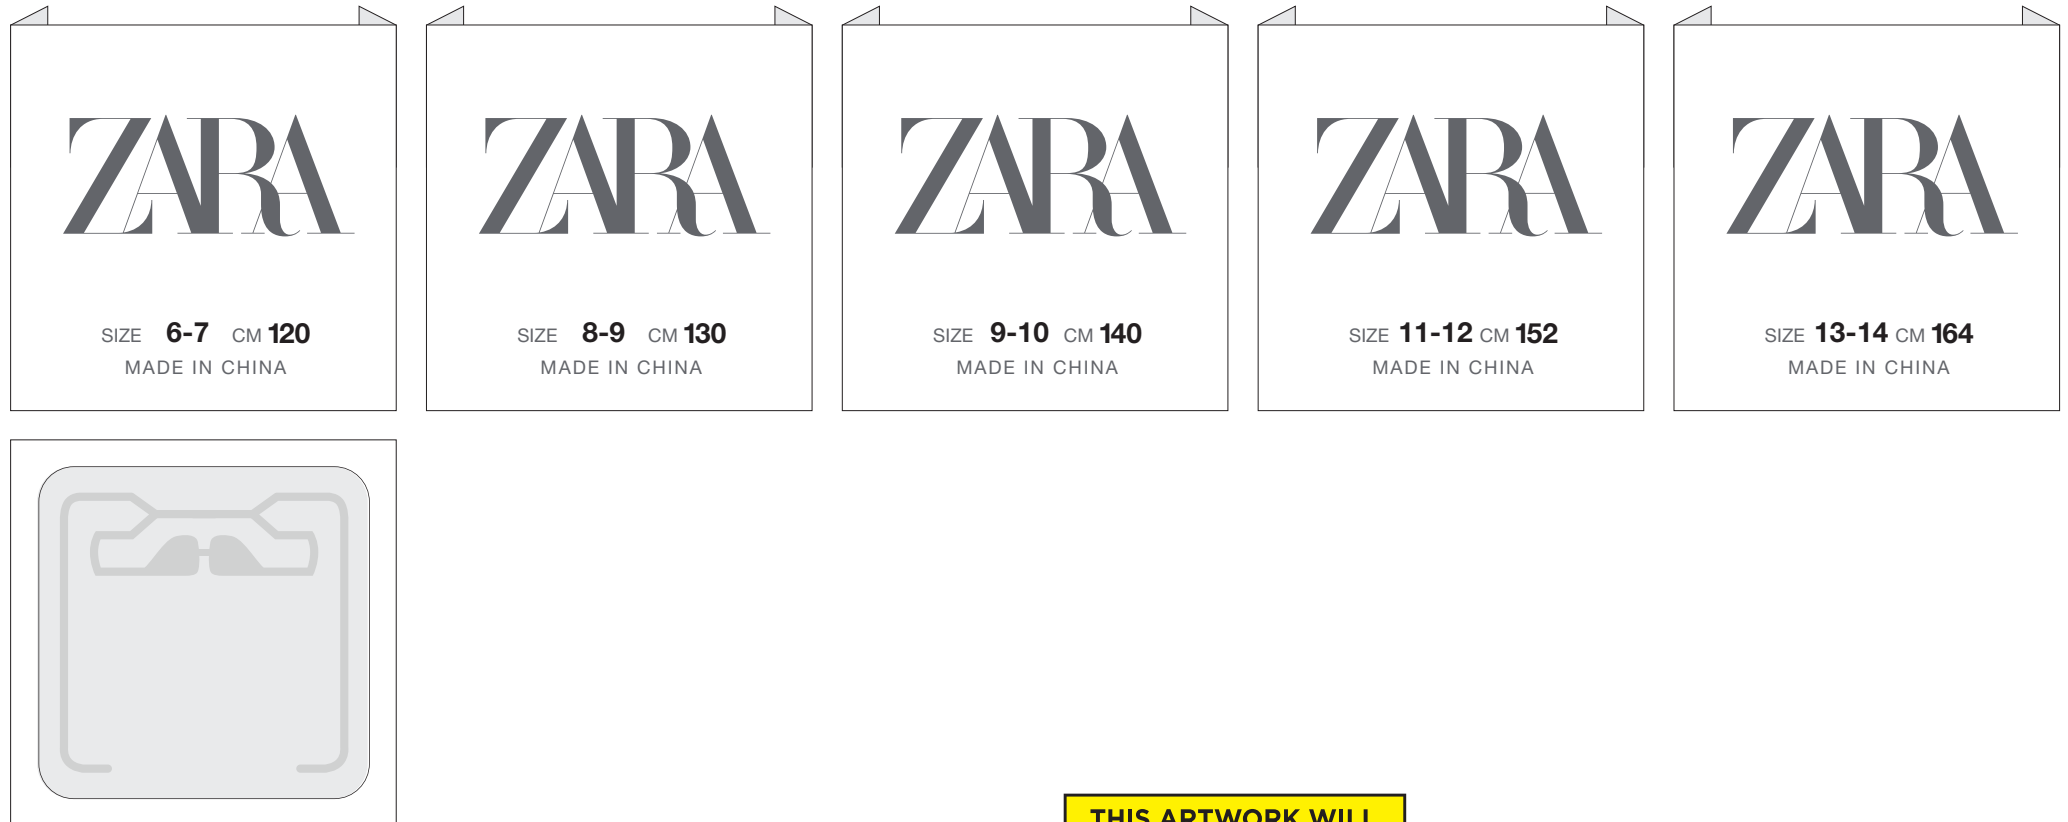 ZARA
SIZE 6-7 CM 120
MADE IN CHINA
ZARA
SIZE 8-9 CM 130
MADE IN CHINA
ZARA
SIZE 9-10 CM 140
MADE IN CHINA
ZARA
SIZE 11-12 CM 152
MADE IN CHINA
ZARA
SIZE 13-14 CM 164
MADE IN CHINA
THIS ARTWORK WILL